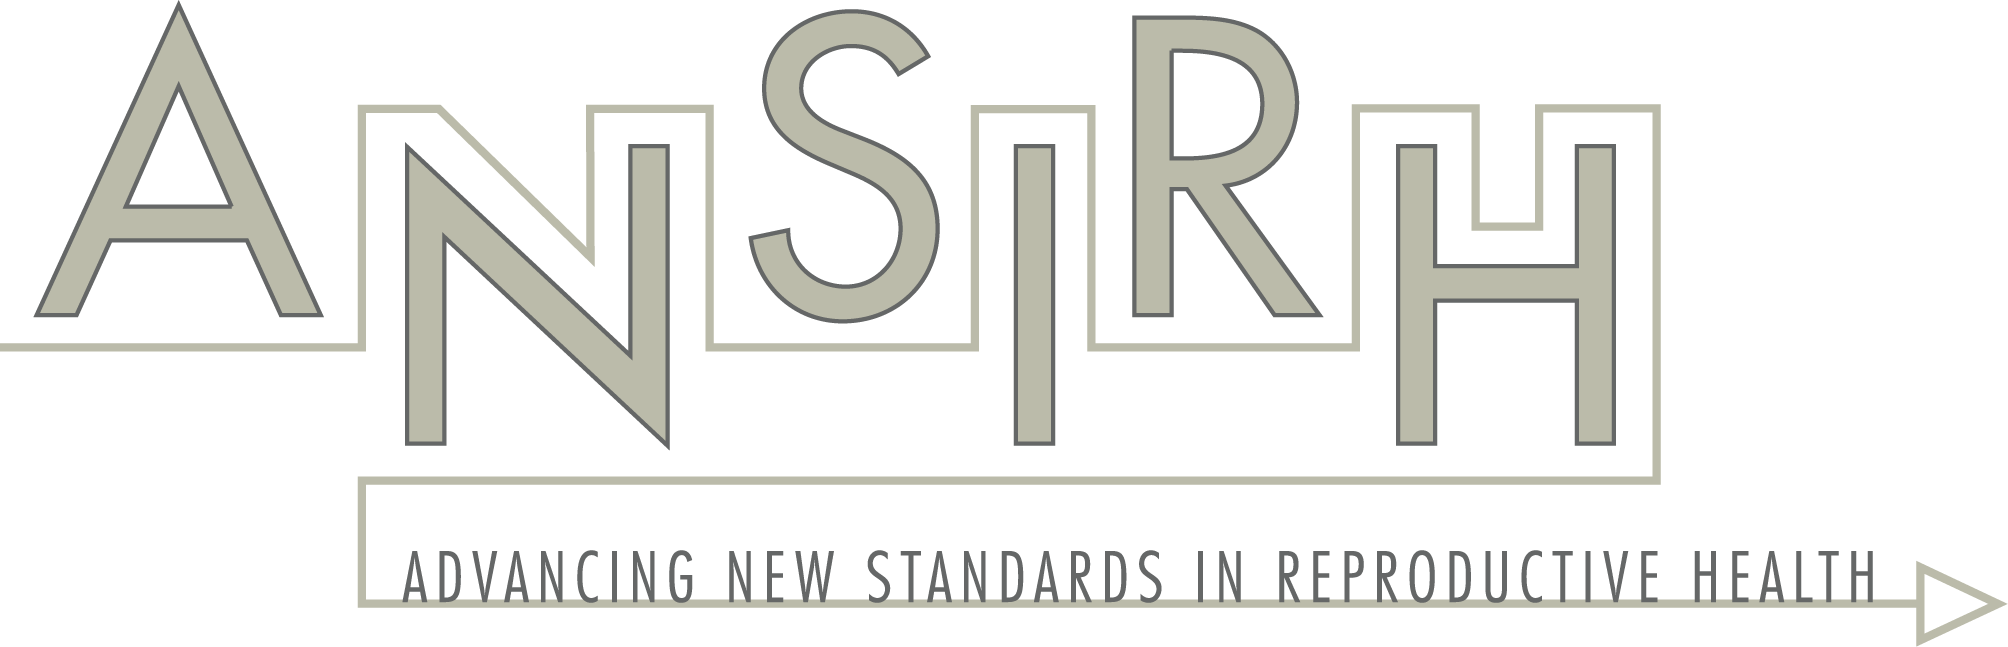 ANSIRH
ADVANCING NEW STANDARDS IN REPRODUCTIVE HEALTH